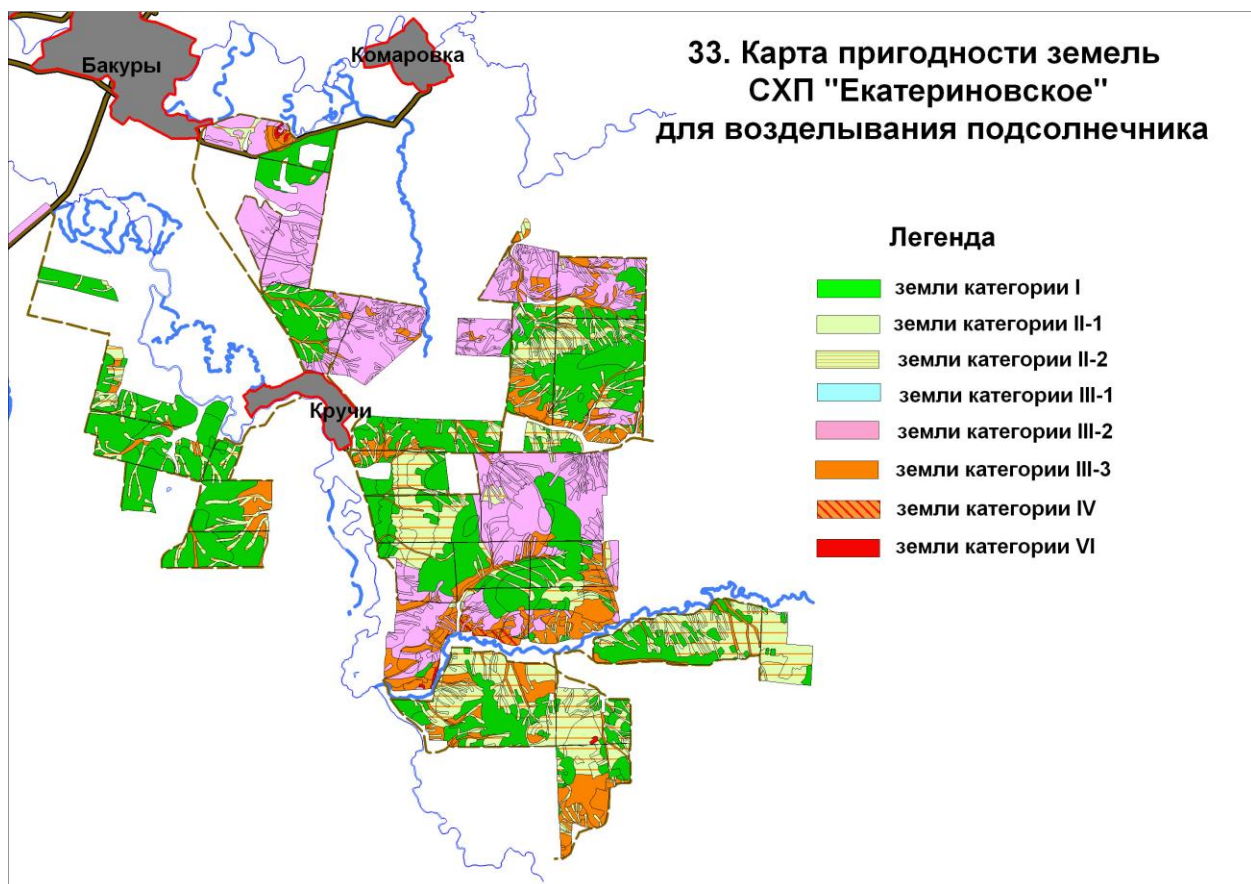 33. Карта пригодности земель
СХП "Екатериновское"
для возделывания подсолнечника
Бакуры
Комаровка
Кручи
Легенда
земли категории I
земли категории II-1
земли категории II-2
земли категории III-1
земли категории III-2
земли категории III-3
земли категории IV
земли категории VI